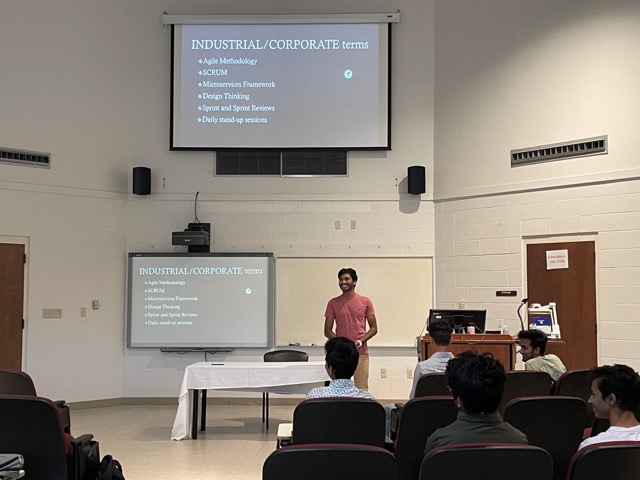 INDUSTRIAL/CORPORATE terms
Agile Methodology
SCRUM
Microservices Framework
Design Thinking
Sprint and Sprint Reviews
Daily stand-up sessions
INDUSTRIAL/CORPORATE terms
Agile Methodology
SCRUM
Microservices Framework
Design Thinking
Sprint and Sprint Reviews
Daily stand-up sessions